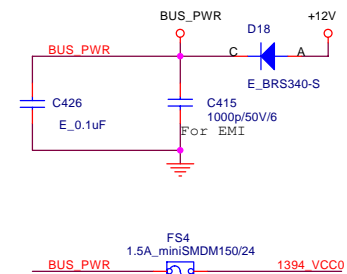 BUS_PWR
+12V
D18
BUS_PWR
C
A
E_BRS340-S
C426
C415
1000p/50V/6
E_0.1uF
For EMI
FS4
1.5A_miniSMDM150/24
BUS_PWR
1394_VCC0